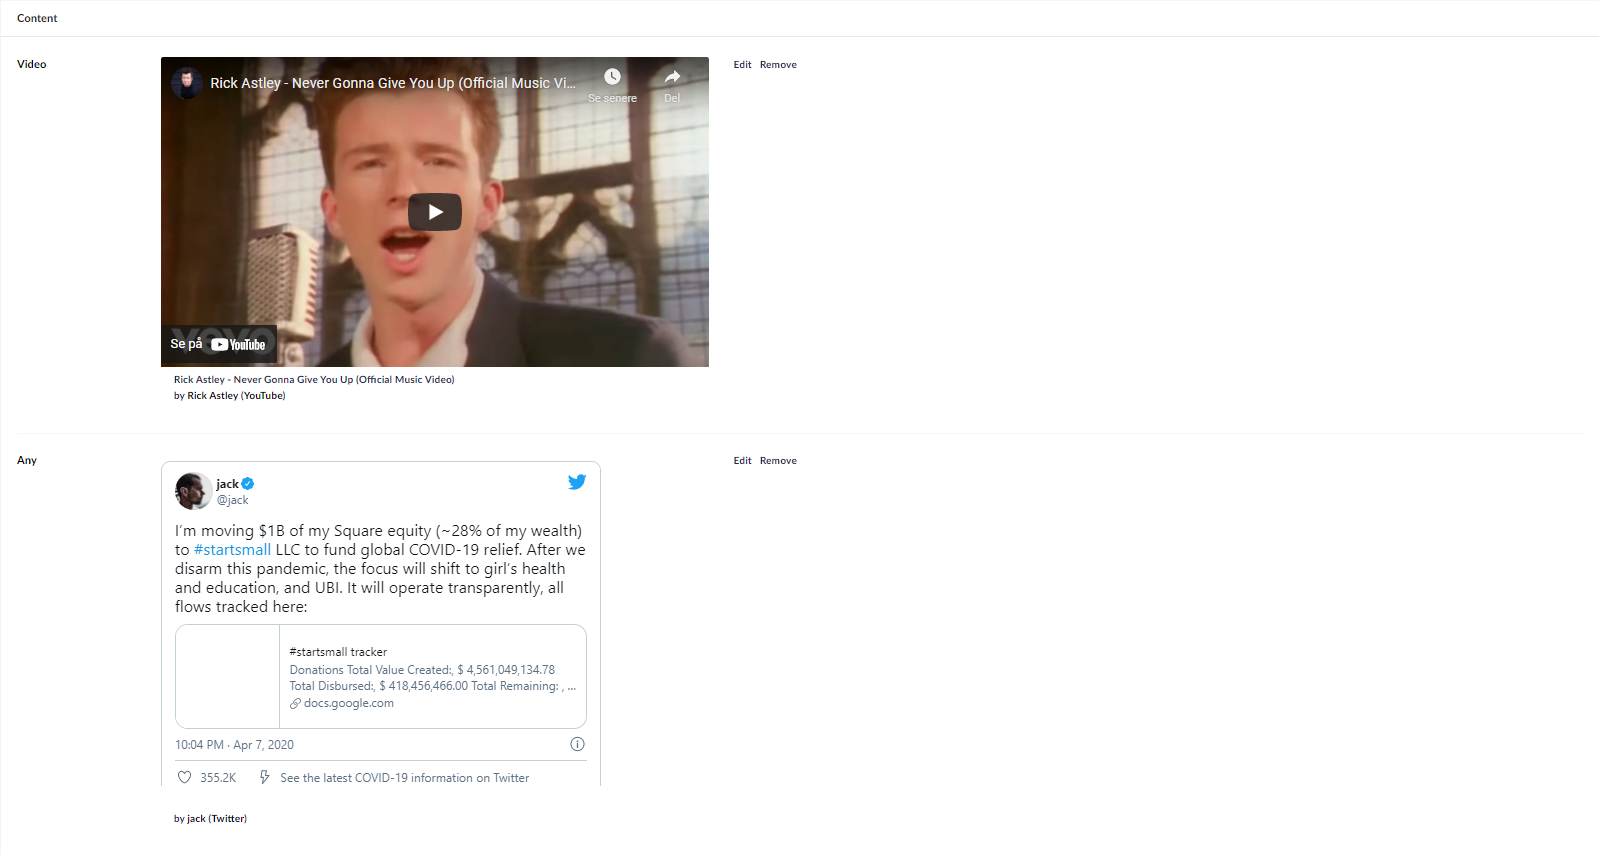 Content
Video
Rick Astley - Never Gonna Give You Up (Official Music Vi...
Se senere
Del
Edit Remove
vevo
Se på YouTube
Rick Astley - Never Gonna Give You Up (Official Music Video)
by Rick Astley (YouTube)
Any
Edit Remove
jack
@jack
I'm moving $1B of my Square equity (~28% of my wealth)
to #startsmall LLC to fund global COVID-19 relief. After we
disarm this pandemic, the focus will shift to girl's health
and education, and UBI. It will operate transparently, all
flows tracked here:
#startsmall tracker
Donations Total Value Created:, $ 4,561,049,134.78
Total Disbursed:, $ 418,456,466.00 Total Remaining: , ...
docs.google.com
10:04 PM · Apr 7, 2020
355.2K See the latest COVID-19 information on Twitter
by jack (Twitter)